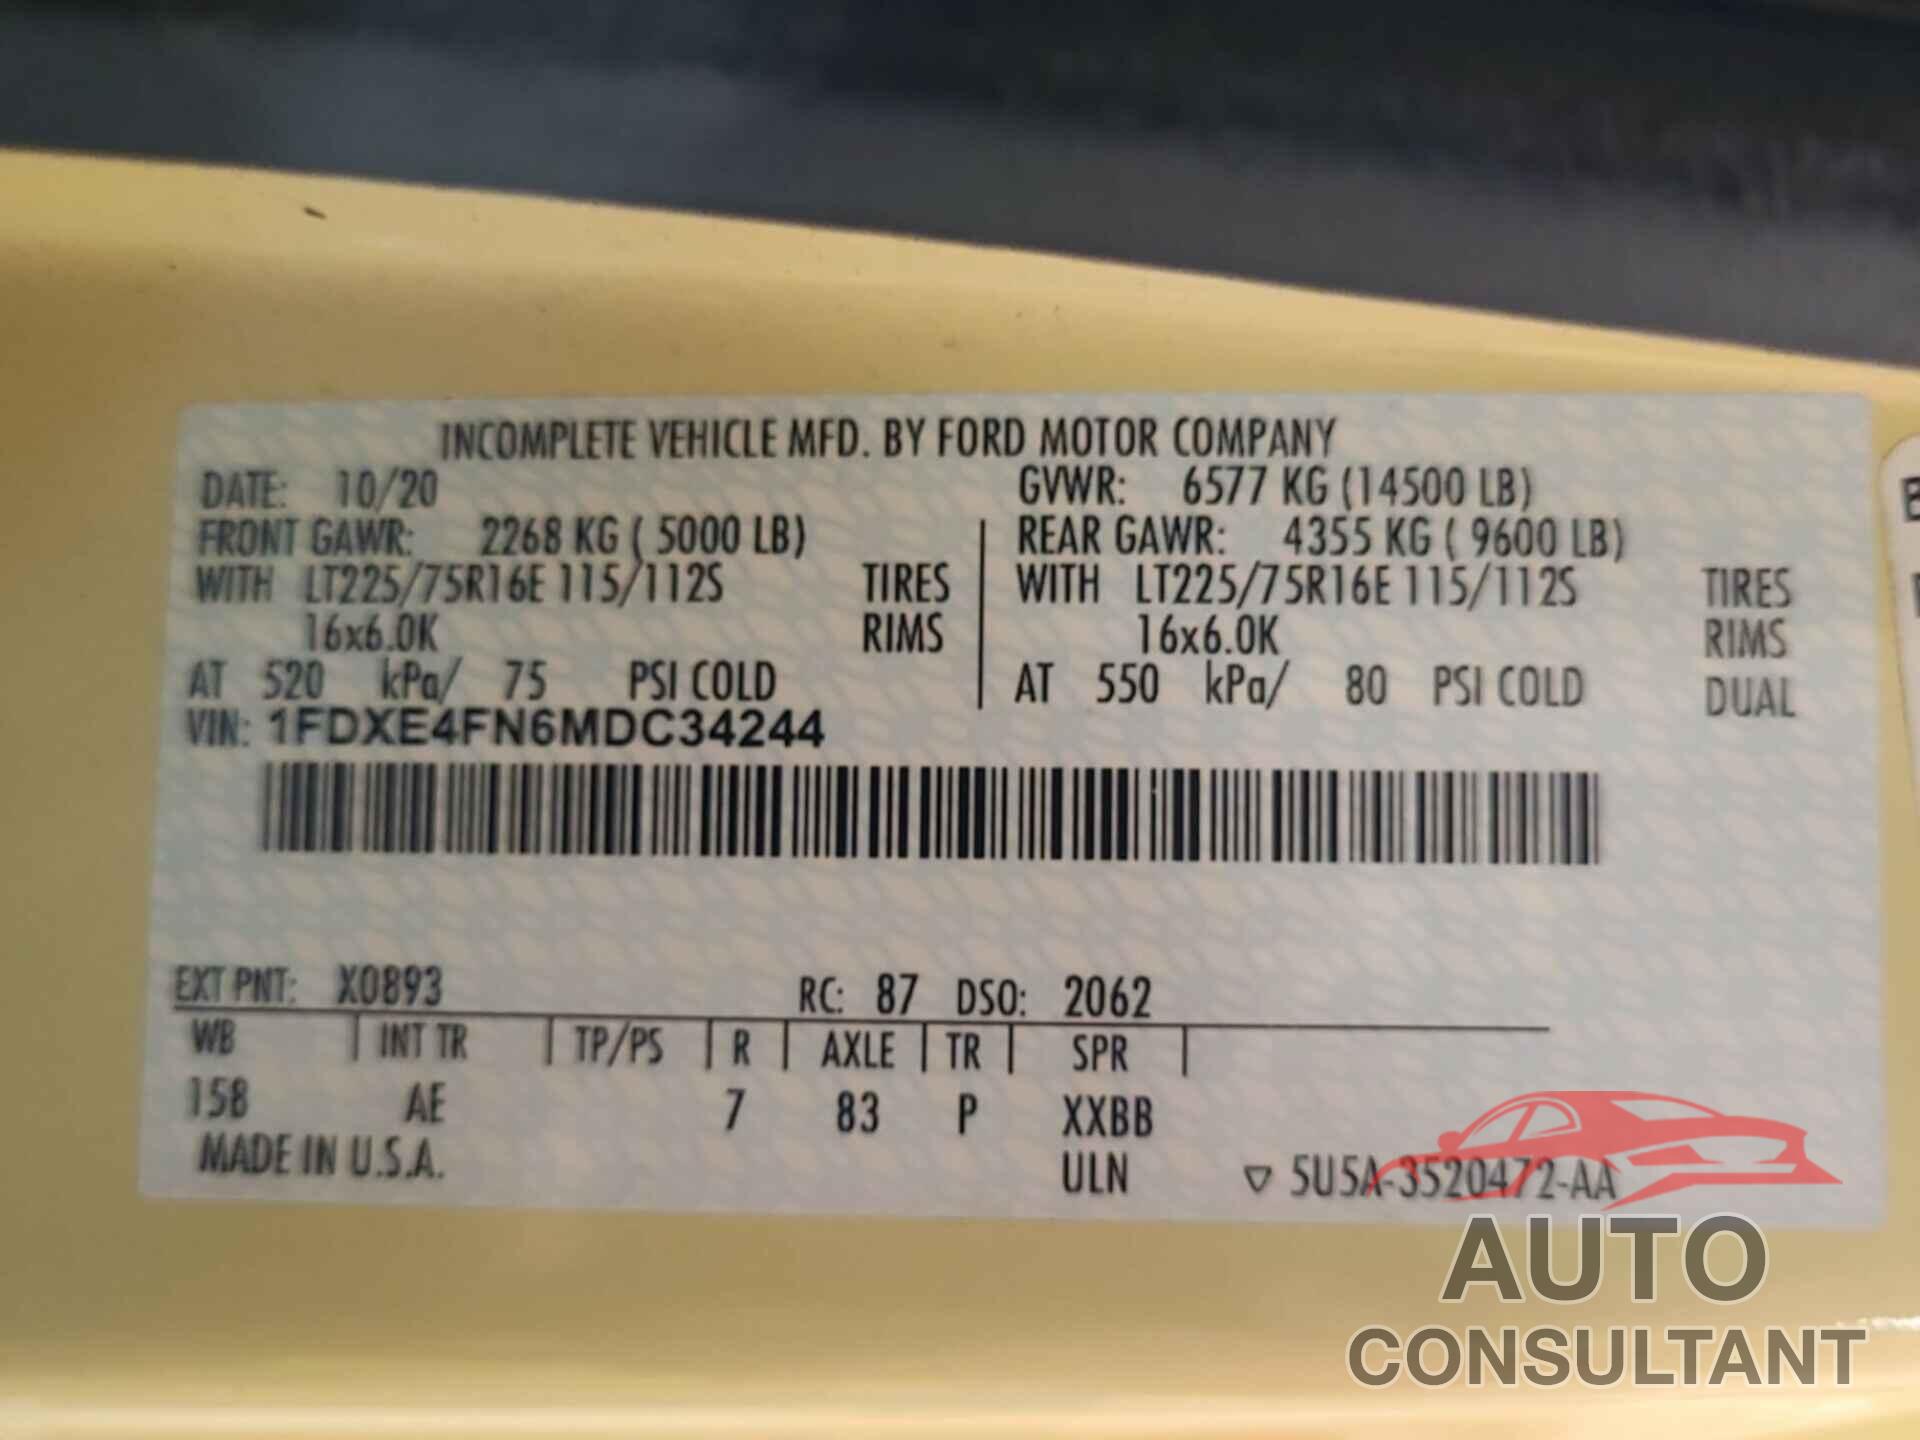 INCOMPLETE VEHICLE MFD. BY FORD MOTOR COMPANY
DATE: 10/20 GVWR: 6577 KG (14500 LB)
FRONT GAWR: 2268 KG ( 5000 LB) REAR GAWR: 4355 KG ( 9600 LB)
WITH LT225/75R16E 115/112S TIRES WITH LT225/75R16E 115/112S TIRES
16x6.0K RIMS 16x6.0K RIMS
AT 520 kPa/ 75 PSI COLD AT 550 kPa/ 80 PSI COLD DUAL
VIN: 1FDXE4FN6MDC34244
EXT PNT: X0893 RC: 87 DSO: 2062
WB INT TR TP/PS R AXLE TR SPR
158 AE 7 83 P XXBB
MADE IN U.S.A. ULN ▽ 5U5A-3520472-AA
AUTO
CONSULTANT